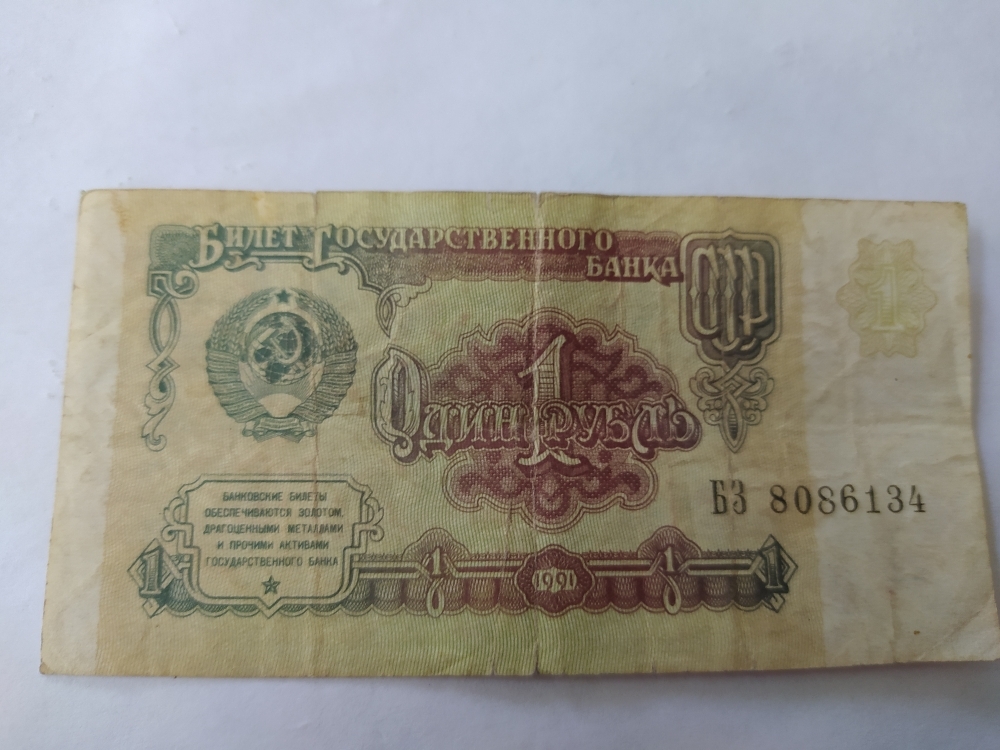 Билет Государственного
банка
СССР
1
1
Один рубль
БЗ 8086134
БАНКОВСКИЕ БИЛЕТЫ
ОБЕСПЕЧИВАЮТСЯ ЗОЛОТОМ,
ДРАГОЦЕННЫМИ МЕТАЛЛАМИ
И ПРОЧИМИ АКТИВАМИ
ГОСУДАРСТВЕННОГО БАНКА
1 1 1991 1 1